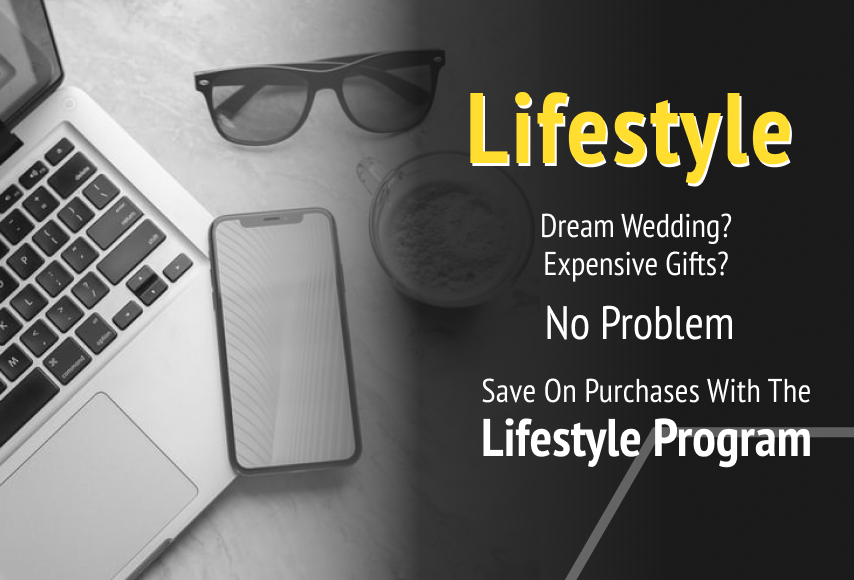 Lifestyle
Dream Wedding?
Expensive Gifts?
No Problem
Save On Purchases With The
Lifestyle Program